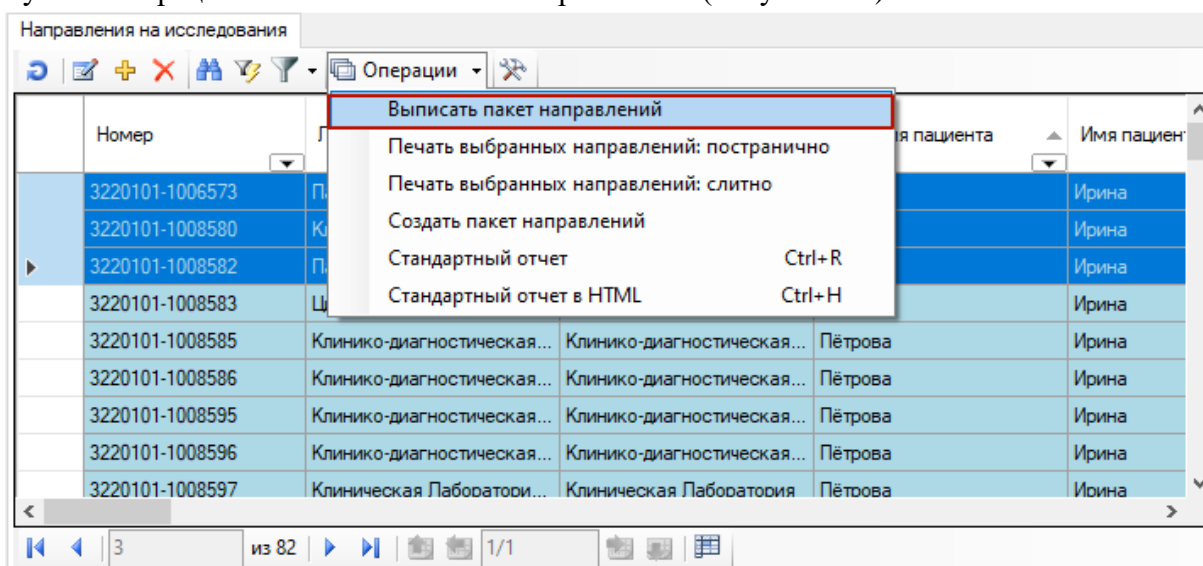 Направления на исследования
Операции
Выписать пакет направлений
Печать выбранных направлений: постранично
Печать выбранных направлений: слитно
Создать пакет направлений
Стандартный отчет Ctrl+R
Стандартный отчет в HTML Ctrl+H
Номер пациента Имя пациен
3220101-1006573 Ирина
3220101-1008580 Ирина
3220101-1008582 Ирина
3220101-1008583 Ирина
3220101-1008585 Клинико-диагностическая... Клинико-диагностическая... Пётрова Ирина
3220101-1008586 Клинико-диагностическая... Клинико-диагностическая... Пётрова Ирина
3220101-1008595 Клинико-диагностическая... Клинико-диагностическая... Пётрова Ирина
3220101-1008596 Клинико-диагностическая... Клинико-диагностическая... Пётрова Ирина
3220101-1008597 Клиническая Лаборатори... Клиническая Лаборатория Пётрова Ирина
3 из 82 1/1